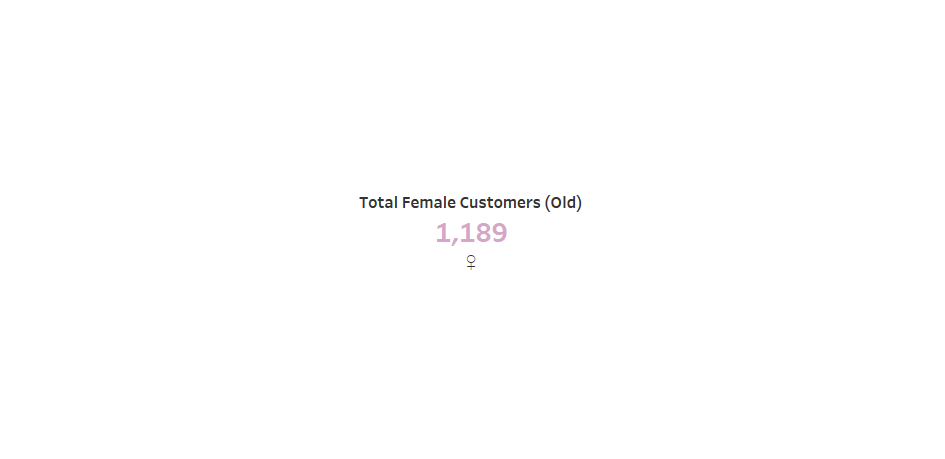 Total Female Customers (Old)
1,189
♀